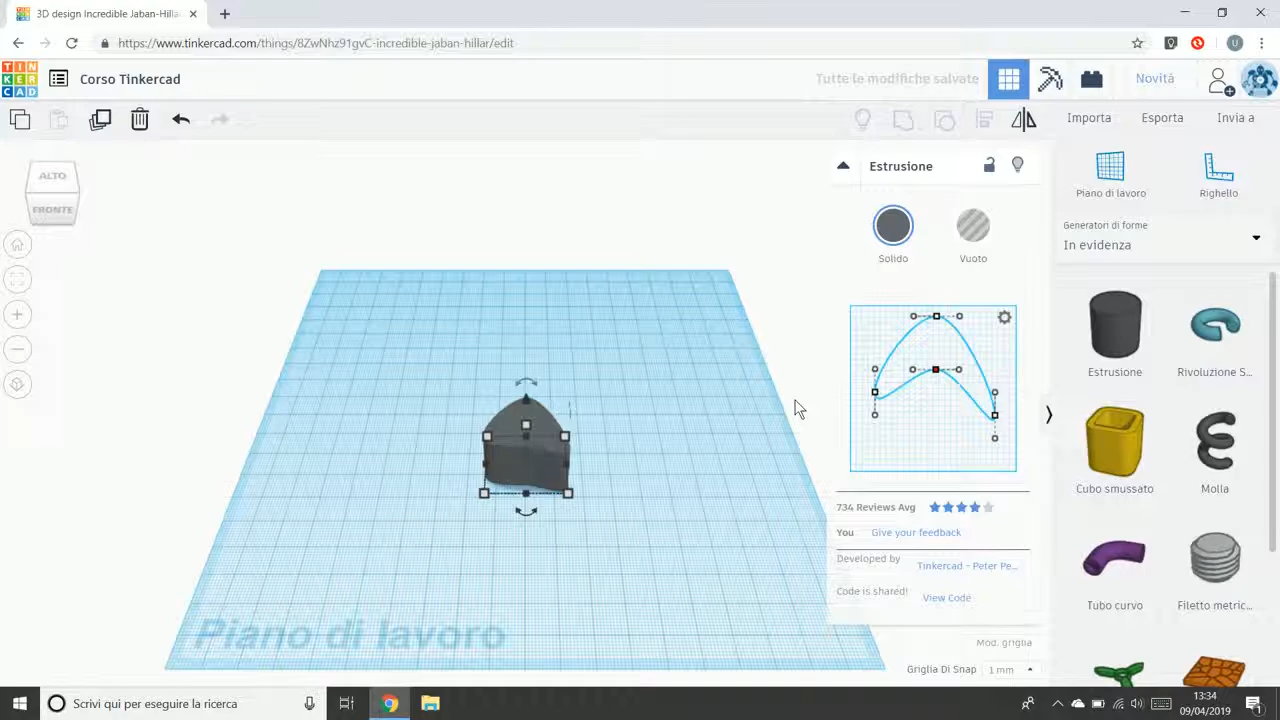 3D design Incredible Jaban-Hilla
https://www.tinkercad.com/things/8ZwNhz91gvC-incredible-jaban-hillar/edit
TIN
KER
CAD
Corso Tinkercad
Tutte le modifiche salvate
Novità
Importa
Esporta
Invia a
ALTO
FRONTE
Estrusione
Solido
Vuoto
Piano di lavoro
Righello
Generatori di forme
In evidenza
Estrusione
Rivoluzione S...
Cubo smussato
Molla
Tubo curvo
Filetto metric...
734 Reviews Avg
You
Give your feedback
Developed by
Tinkercad - Peter Pe...
Code is shared!
View Code
Piano di lavoro
Mod. griglia
Griglia Di Snap
1 mm
Scrivi qui per eseguire la ricerca
13:34
09/04/2019
1
U